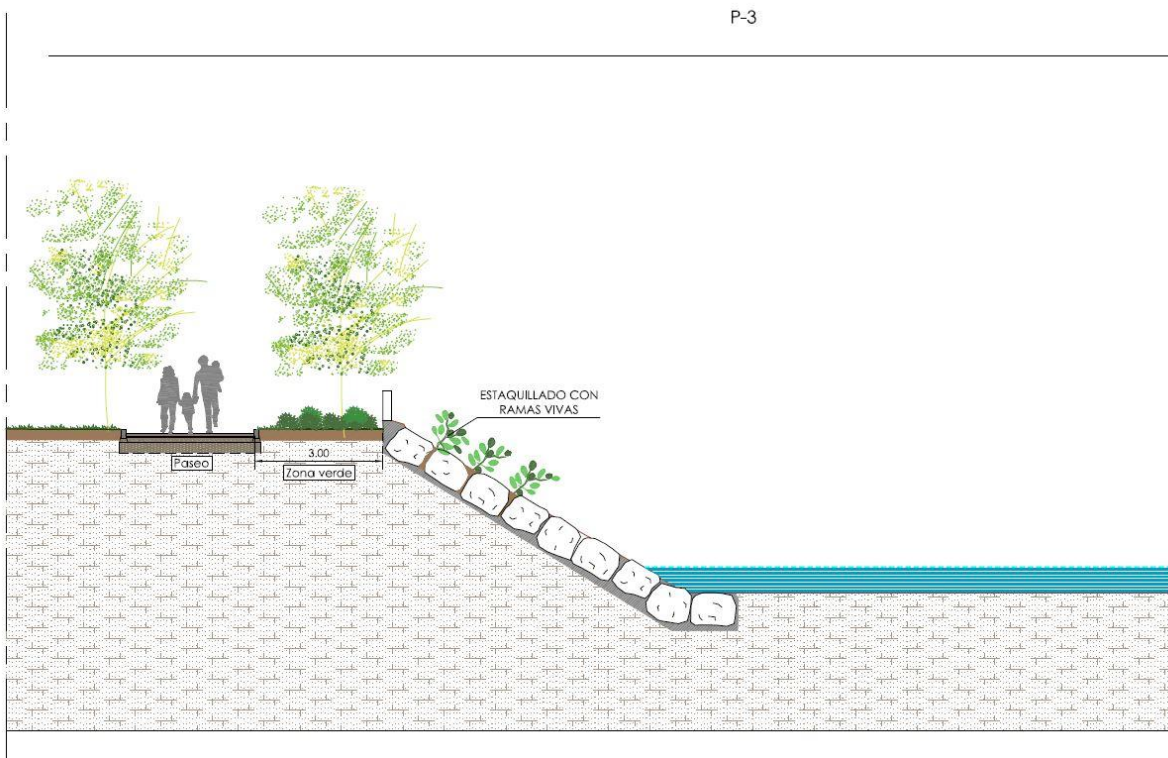 P-3
ESTAQUILLADO CON
RAMAS VIVAS
3.00
Paseo
Zona verde